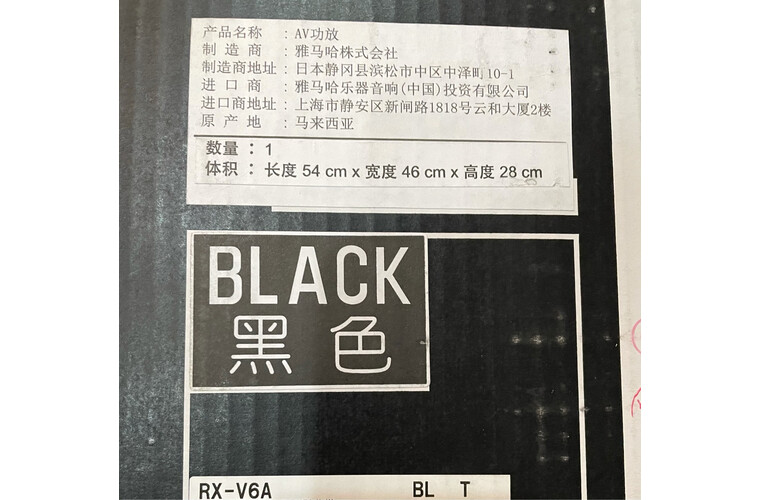 产品名称 : AV功放
制造商 : 雅马哈株式会社
制造商地址 : 日本静冈县滨松市中区中泽町10-1
进口商 : 雅马哈乐器音响(中国)投资有限公司
进口商地址 : 上海市静安区新闸路1818号云和大厦2楼
原产地 : 马来西亚
数量 : 1
体积 : 长度 54 cm x 宽度 46 cm x 高度 28 cm
BLACK
黑色
RX-V6A BL T